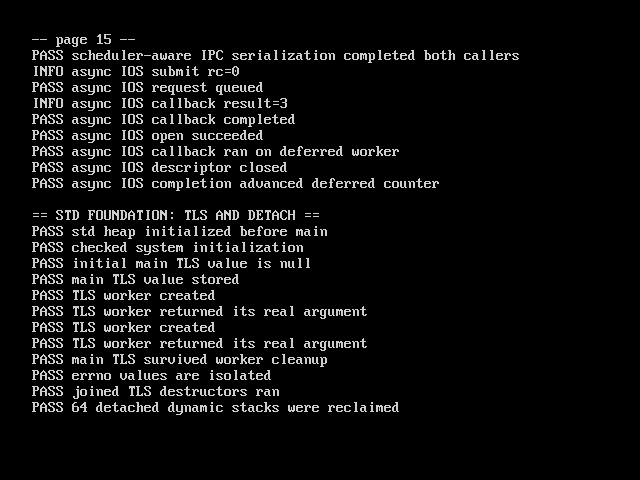 -- page 15 --
PASS scheduler-aware IPC serialization completed both callers
INFO async IOS submit rc=0
PASS async IOS request queued
INFO async IOS callback result=3
PASS async IOS callback completed
PASS async IOS open succeeded
PASS async IOS callback ran on deferred worker
PASS async IOS descriptor closed
PASS async IOS completion advanced deferred counter
== STD FOUNDATION: TLS AND DETACH ==
PASS std heap initialized before main
PASS checked system initialization
PASS initial main TLS value is null
PASS main TLS value stored
PASS TLS worker created
PASS TLS worker returned its real argument
PASS TLS worker created
PASS TLS worker returned its real argument
PASS main TLS survived worker cleanup
PASS errno values are isolated
PASS joined TLS destructors ran
PASS 64 detached dynamic stacks were reclaimed